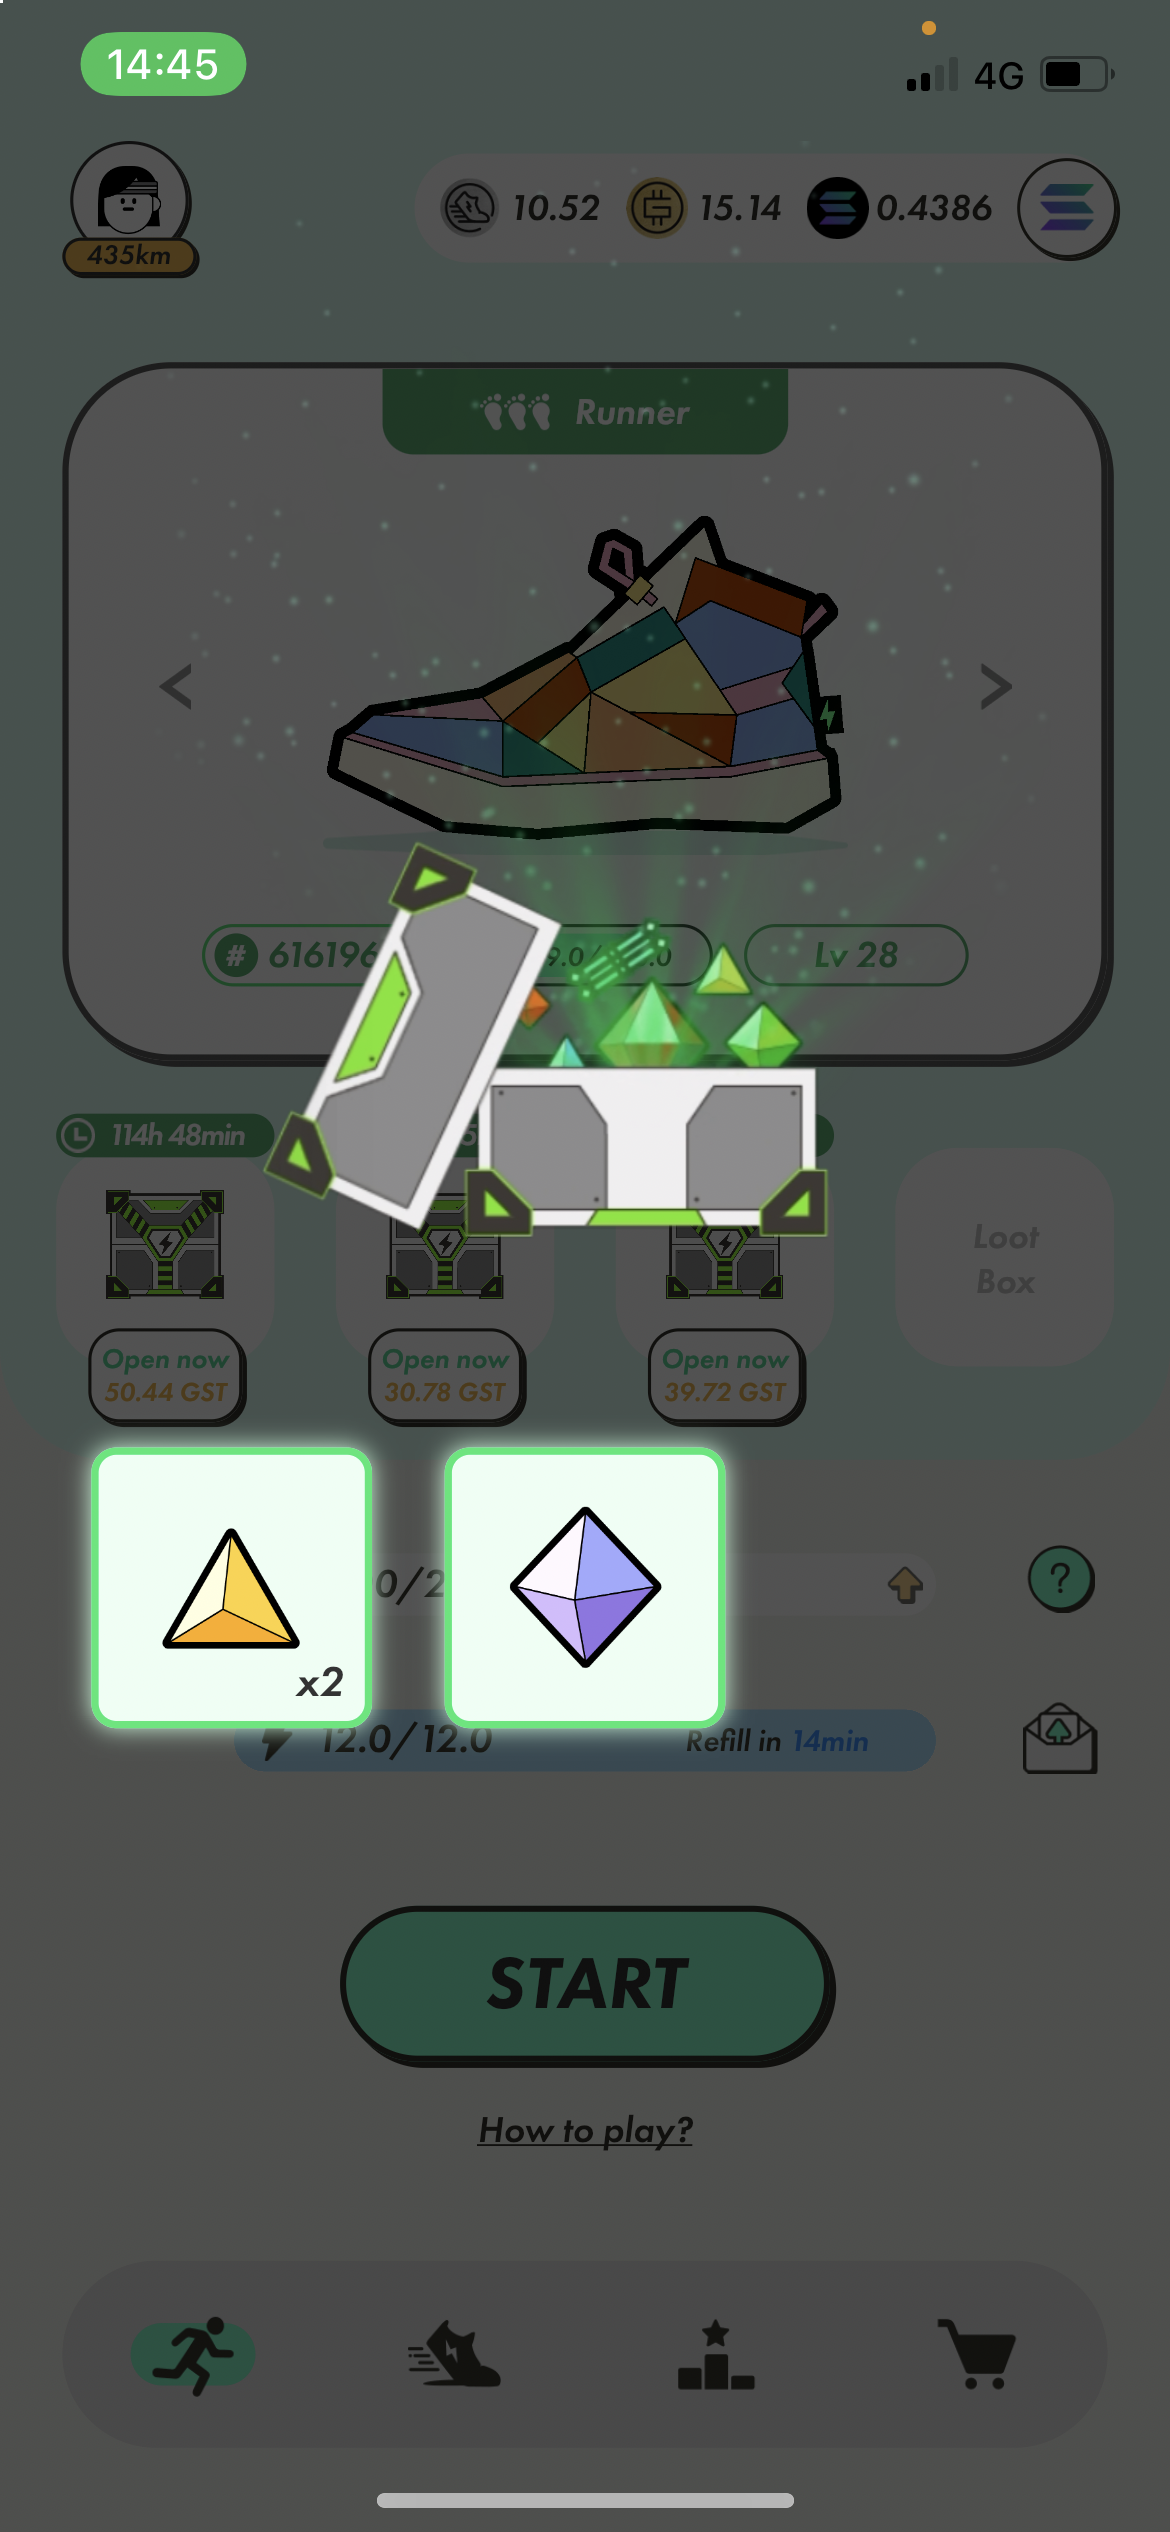 14:45
4G
10.52
15.14
0.4386
435km
Runner
# 616196
Lv 28
114h 48min
Loot
Box
Open now
50.44 GST
Open now
30.78 GST
Open now
39.72 GST
?
x2
12.0/12.0
Refill in 14min
START
How to play?